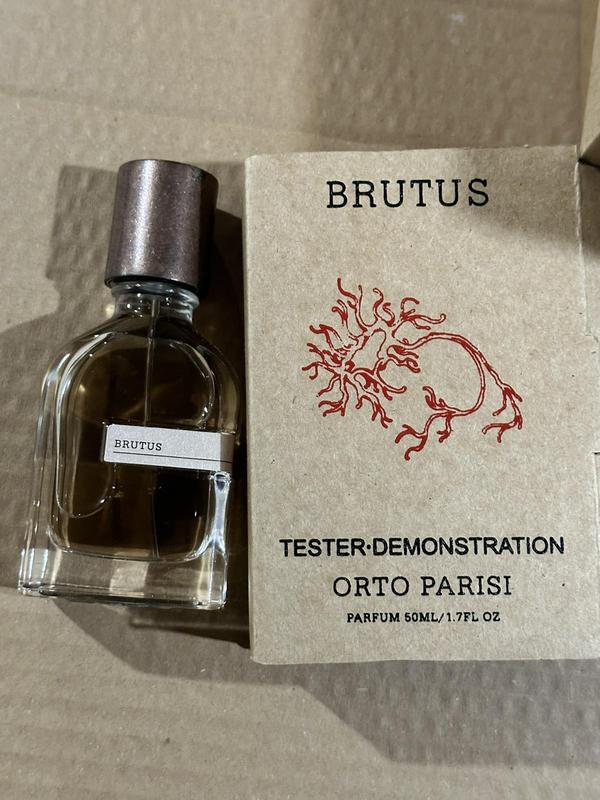 BRUTUS
BRUTUS
TESTER·DEMONSTRATION
ORTO PARISI
PARFUM 50ML/1.7FL OZ